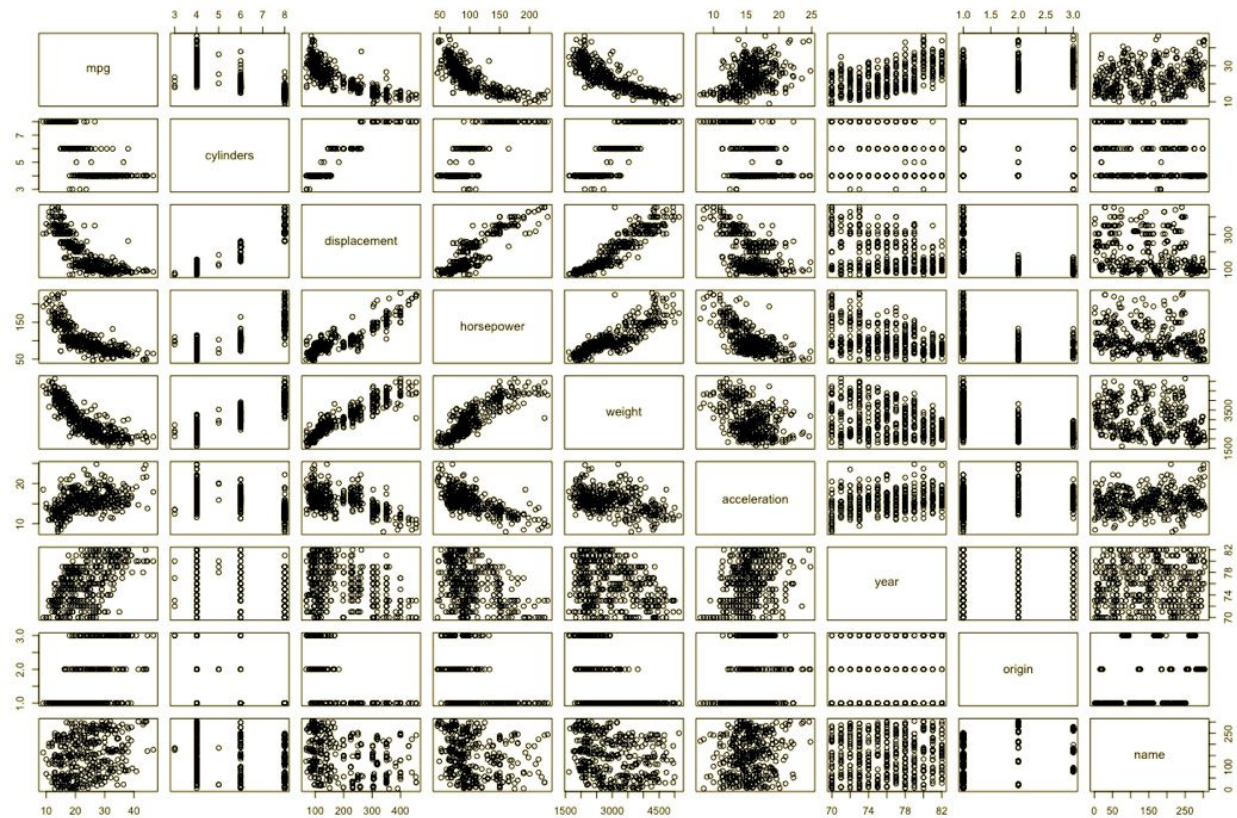 3 4 5 6 7 8 50 100 200 10 15 20 25 1.0 1.5 2.0 2.5 3.0
mpg 10 30
3 5 7 cylinders
displacement 100 300
50 150 horsepower
weight 1500 3500
10 20 acceleration
year 70 74 78 82
1.0 2.0 3.0 origin
name 0 100 250
10 20 30 40 100 200 300 400 1500 3000 4500 70 74 78 82 0 50 150 250